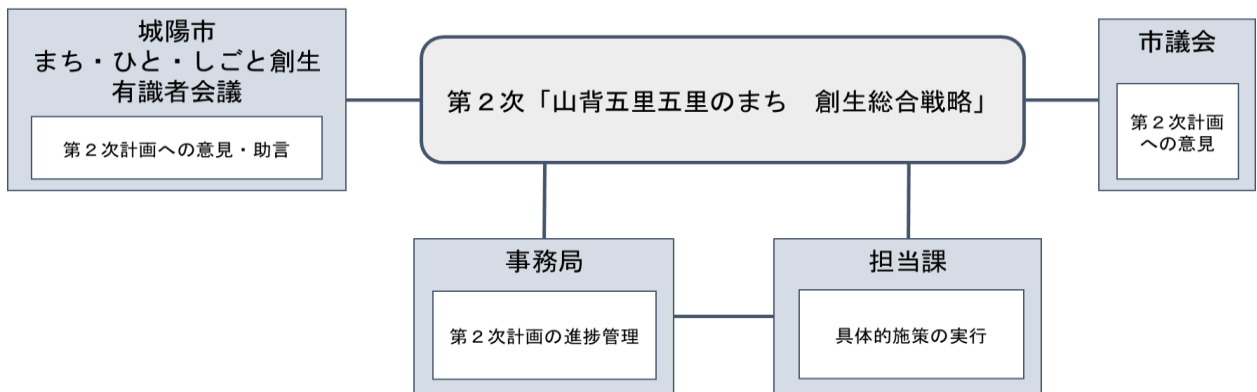 城陽市
まち・ひと・しごと創生
有識者会議
第２次計画への意見・助言
第２次「山背五里五里のまち　創生総合戦略」
市議会
第２次計画
への意見
事務局
第２次計画の進捗管理
担当課
具体的施策の実行